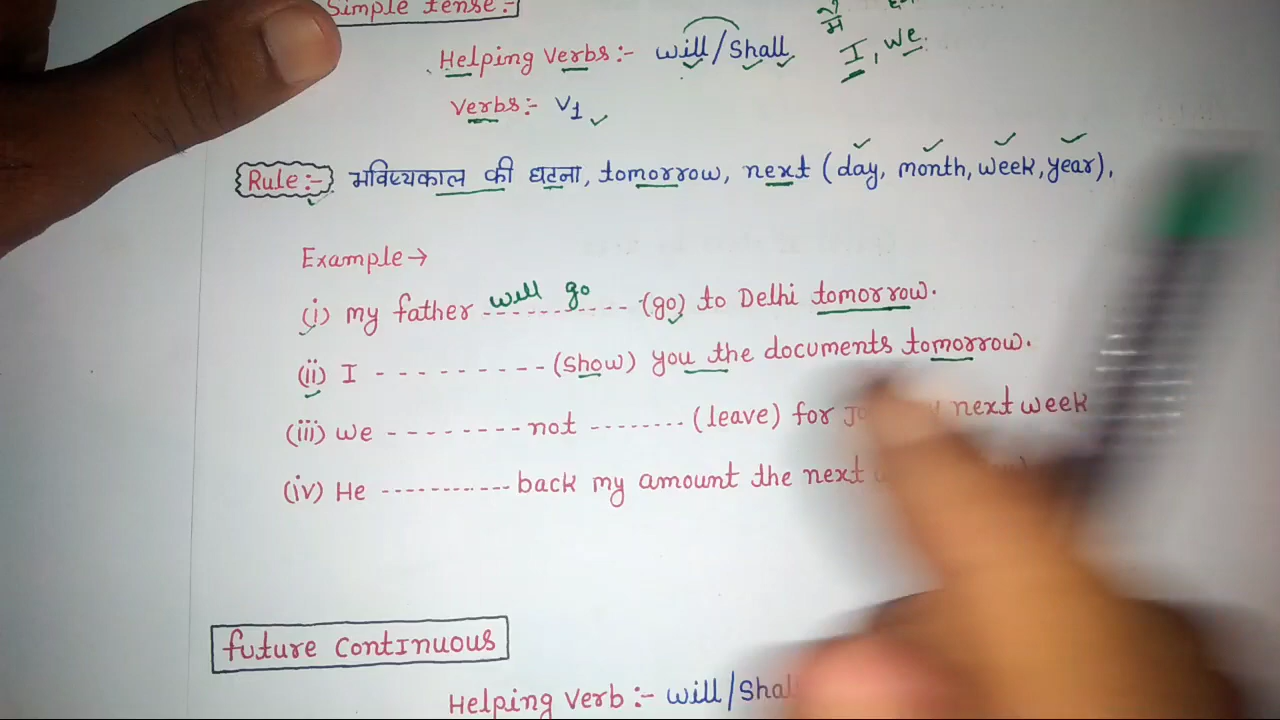 Simple tense:-
Helping Verbs:- will/Shall
मैं
I, we.
Verbs:- V1
Rule:- भविष्यकाल की घटना, tomorrow, next (day, month, week, year),
Example→
(i) my father will go ---------- (go) to Delhi tomorrow.
(ii) I --------- (Show) you the documents tomorrow.
(iii) we -------- not -------- (leave) for next week
(iv) He ----------- back my amount the next
future continuous
Helping Verb:- will/Shal